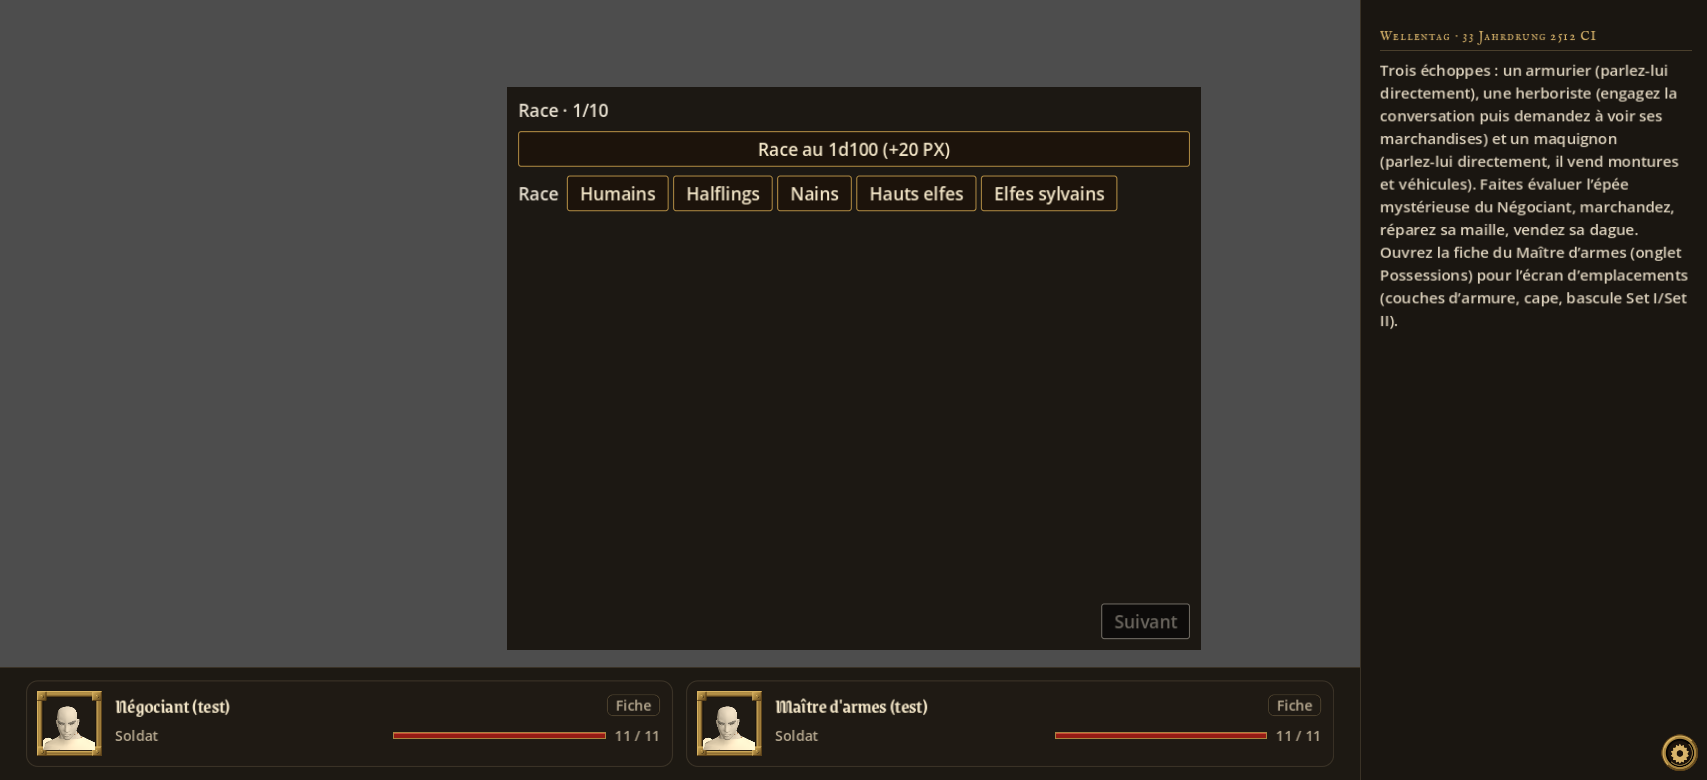 Race · 1/10
Race au 1d100 (+20 PX)
Race Humains Halflings Nains Hauts elfes Elfes sylvains
Suivant
Négociant (test) Fiche
Soldat 11 / 11
Maître d'armes (test) Fiche
Soldat 11 / 11
Wellentag · 33 Jahrdrung 2512 CI
Trois échoppes : un armurier (parlez-lui
directement), une herboriste (engagez la
conversation puis demandez à voir ses
marchandises) et un maquignon
(parlez-lui directement, il vend montures
et véhicules). Faites évaluer l’épée
mystérieuse du Négociant, marchandez,
réparez sa maille, vendez sa dague.
Ouvrez la fiche du Maître d’armes (onglet
Possessions) pour l’écran d’emplacements
(couches d’armure, cape, bascule Set I/Set
II).